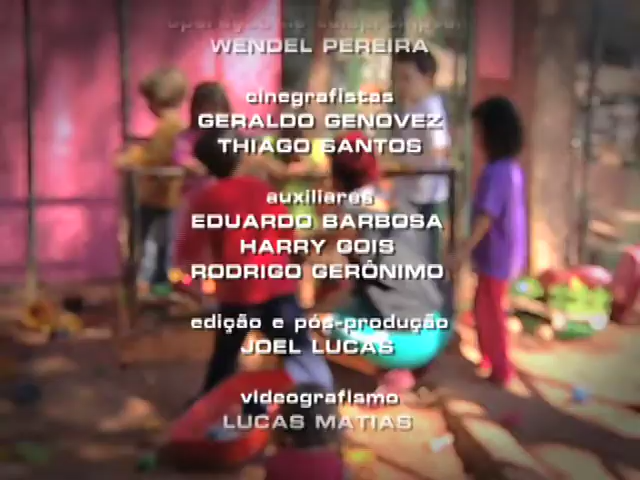 WENDEL PEREIRA
cinegrafistas
GERALDO GENOVEZ
THIAGO SANTOS
auxiliares
EDUARDO BARBOSA
HARRY GOIS
RODRIGO GERÔNIMO
edição e pós-produção
JOEL LUCAS
videografismo
LUCAS MATIAS